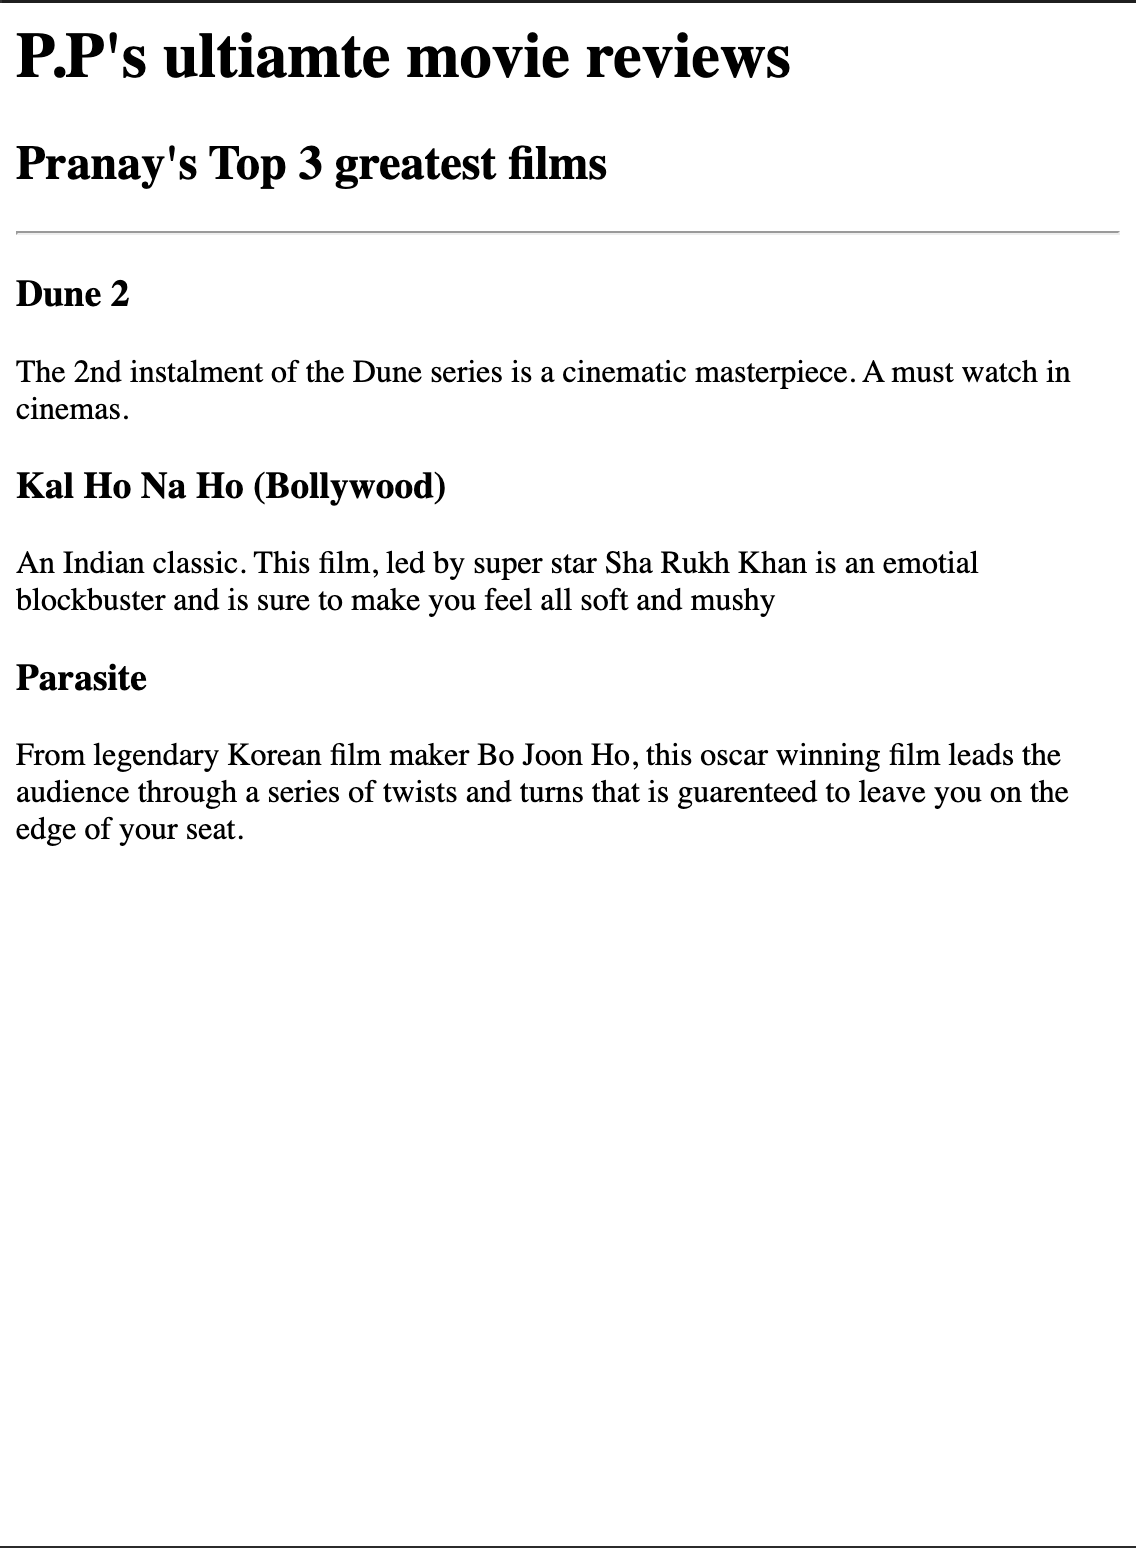 P.P's ultiamte movie reviews
Pranay's Top 3 greatest films
Dune 2
The 2nd instalment of the Dune series is a cinematic masterpiece. A must watch in
cinemas.
Kal Ho Na Ho (Bollywood)
An Indian classic. This film, led by super star Sha Rukh Khan is an emotial
blockbuster and is sure to make you feel all soft and mushy
Parasite
From legendary Korean film maker Bo Joon Ho, this oscar winning film leads the
audience through a series of twists and turns that is guarenteed to leave you on the
edge of your seat.